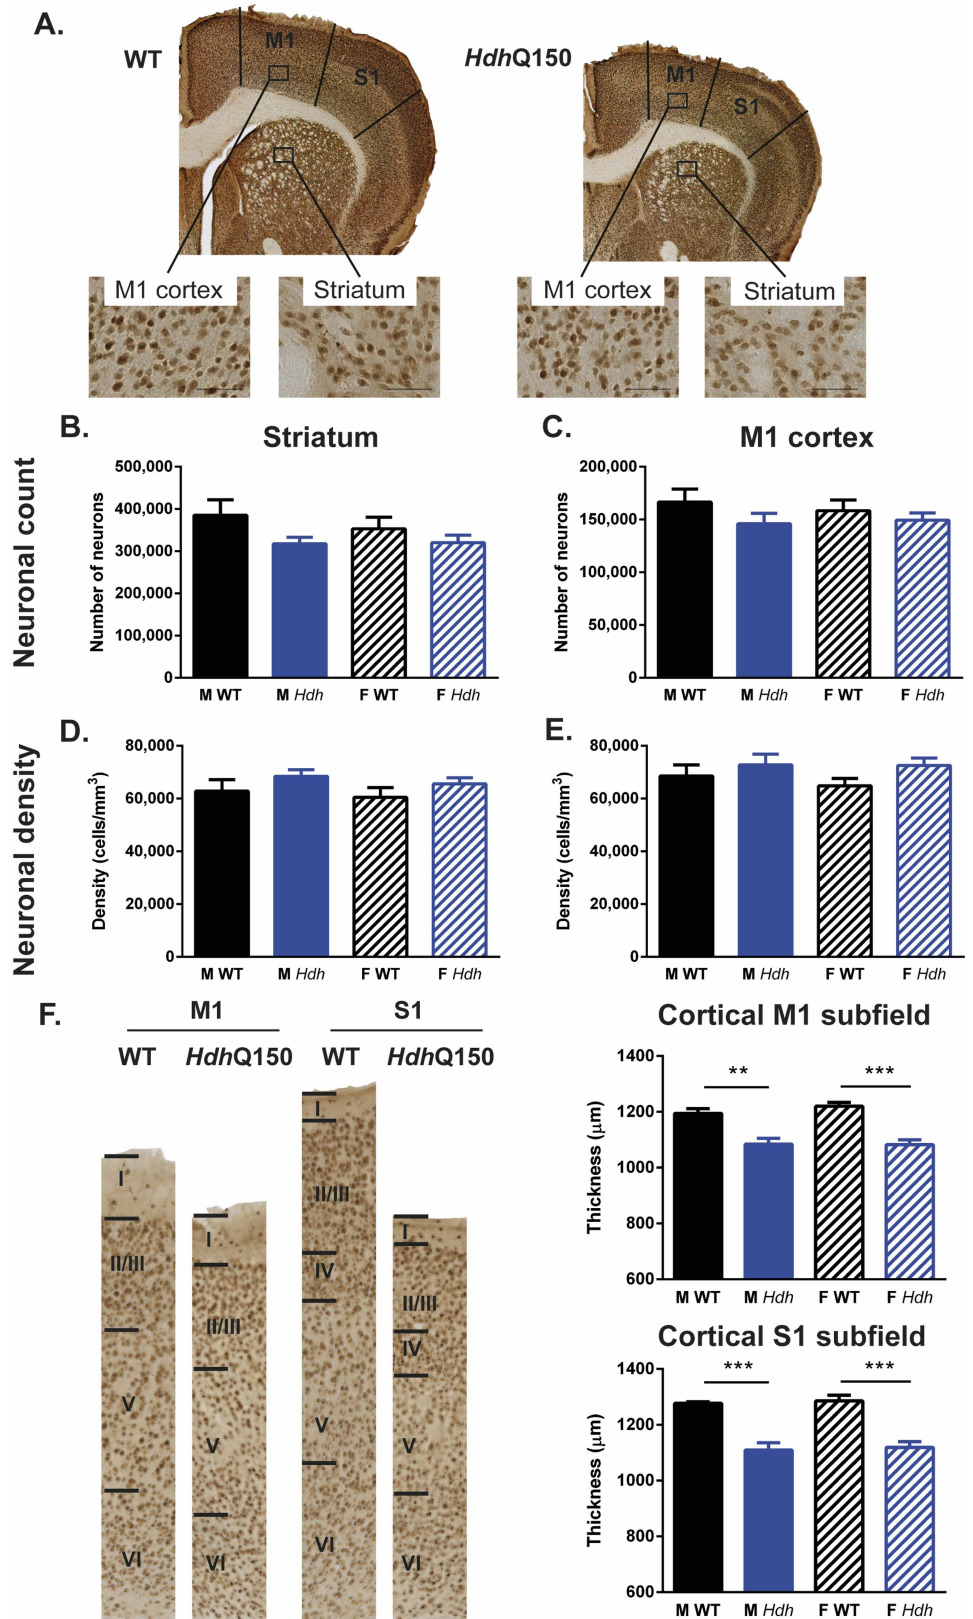 A.
WT
HdhQ150
M1
S1
M1
S1
M1 cortex
Striatum
M1 cortex
Striatum
B.
Striatum
C.
M1 cortex
Neuronal count
Number of neurons
500,000
400,000
300,000
200,000
100,000
0
M WT
M Hdh
F WT
F Hdh
Number of neurons
200,000
150,000
100,000
50,000
0
M WT
M Hdh
F WT
F Hdh
Neuronal density
D.
Density (cells/mm³)
80,000
60,000
40,000
20,000
0
M WT
M Hdh
F WT
F Hdh
E.
Density (cells/mm³)
80,000
60,000
40,000
20,000
0
M WT
M Hdh
F WT
F Hdh
F.
M1
S1
WT
HdhQ150
WT
HdhQ150
I
II/III
V
VI
I
II/III
V
VI
I
II/III
IV
V
VI
I
II/III
IV
V
VI
Cortical M1 subfield
Thickness (µm)
1400
1200
1000
800
600
**
***
M WT
M Hdh
F WT
F Hdh
Cortical S1 subfield
Thickness (µm)
1400
1200
1000
800
600
***
***
M WT
M Hdh
F WT
F Hdh